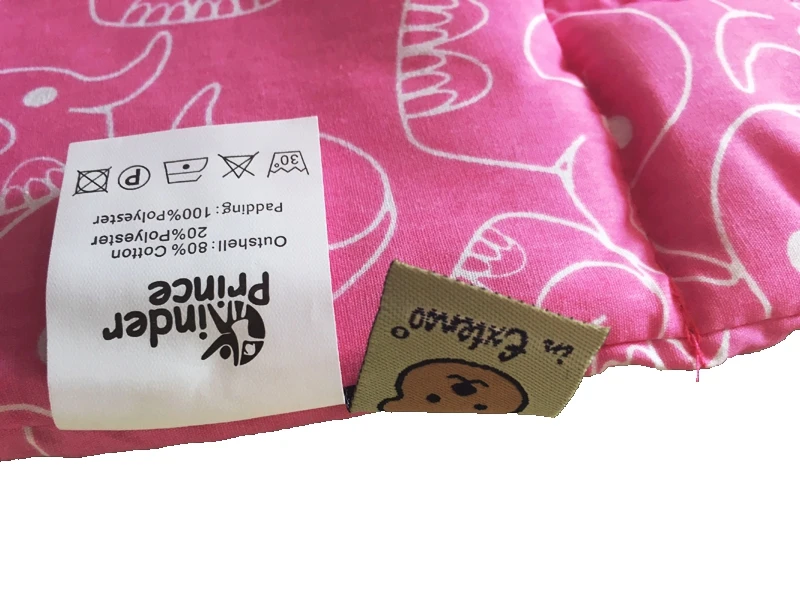 Kinder
Prince
Outshell: 80% Cotton
20%Polyester
Padding: 100%Polyester
30°
P
in Extenso